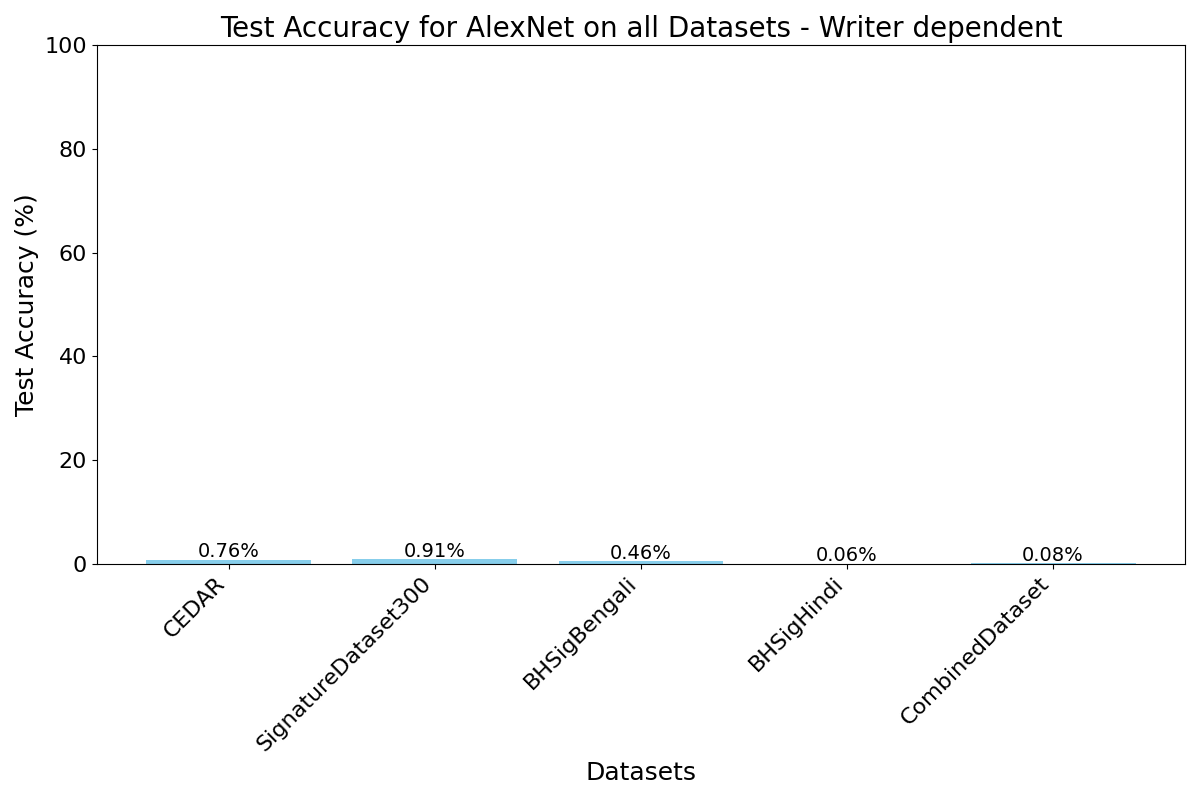 Test Accuracy for AlexNet on all Datasets - Writer dependent
Test Accuracy (%)
100
80
60
40
20
0
0.76%
0.91%
0.46%
0.06%
0.08%
CEDAR
SignatureDataset300
BHSigBengali
BHSigHindi
CombinedDataset
Datasets